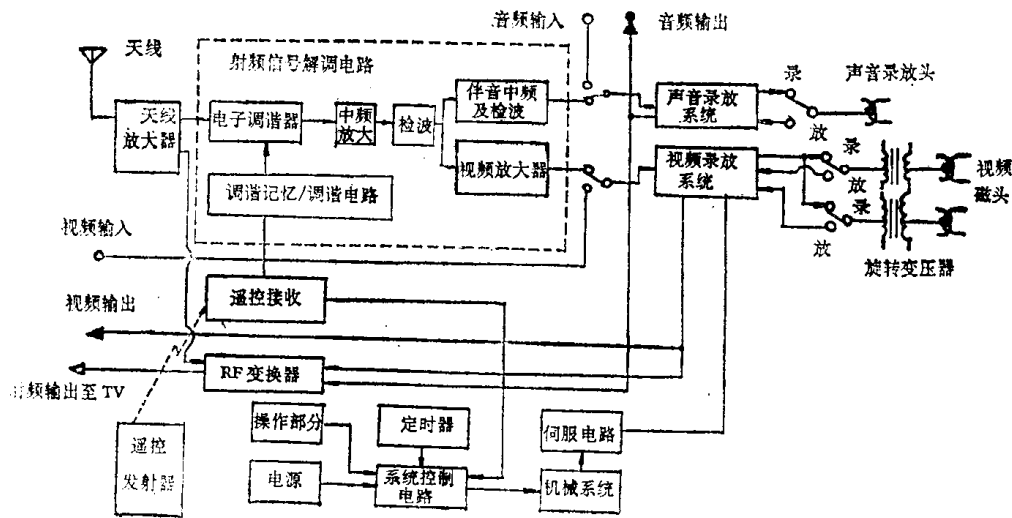 音频输入
音频输出
天线
射频信号解调电路
录
声音录放头
天线
放大器
电子调谐器
中频
放大
检波
伴音中频
及检波
声音录放
系统
放
录
视频放大器
视频录放
系统
放
视频
磁头
调谐记忆/调谐电路
录
视频输入
放
旋转变压器
遥控接收
视频输出
RF变换器
射频输出至TV
操作部分
定时器
伺服电路
遥控
发射器
电源
系统控制
电路
机械系统